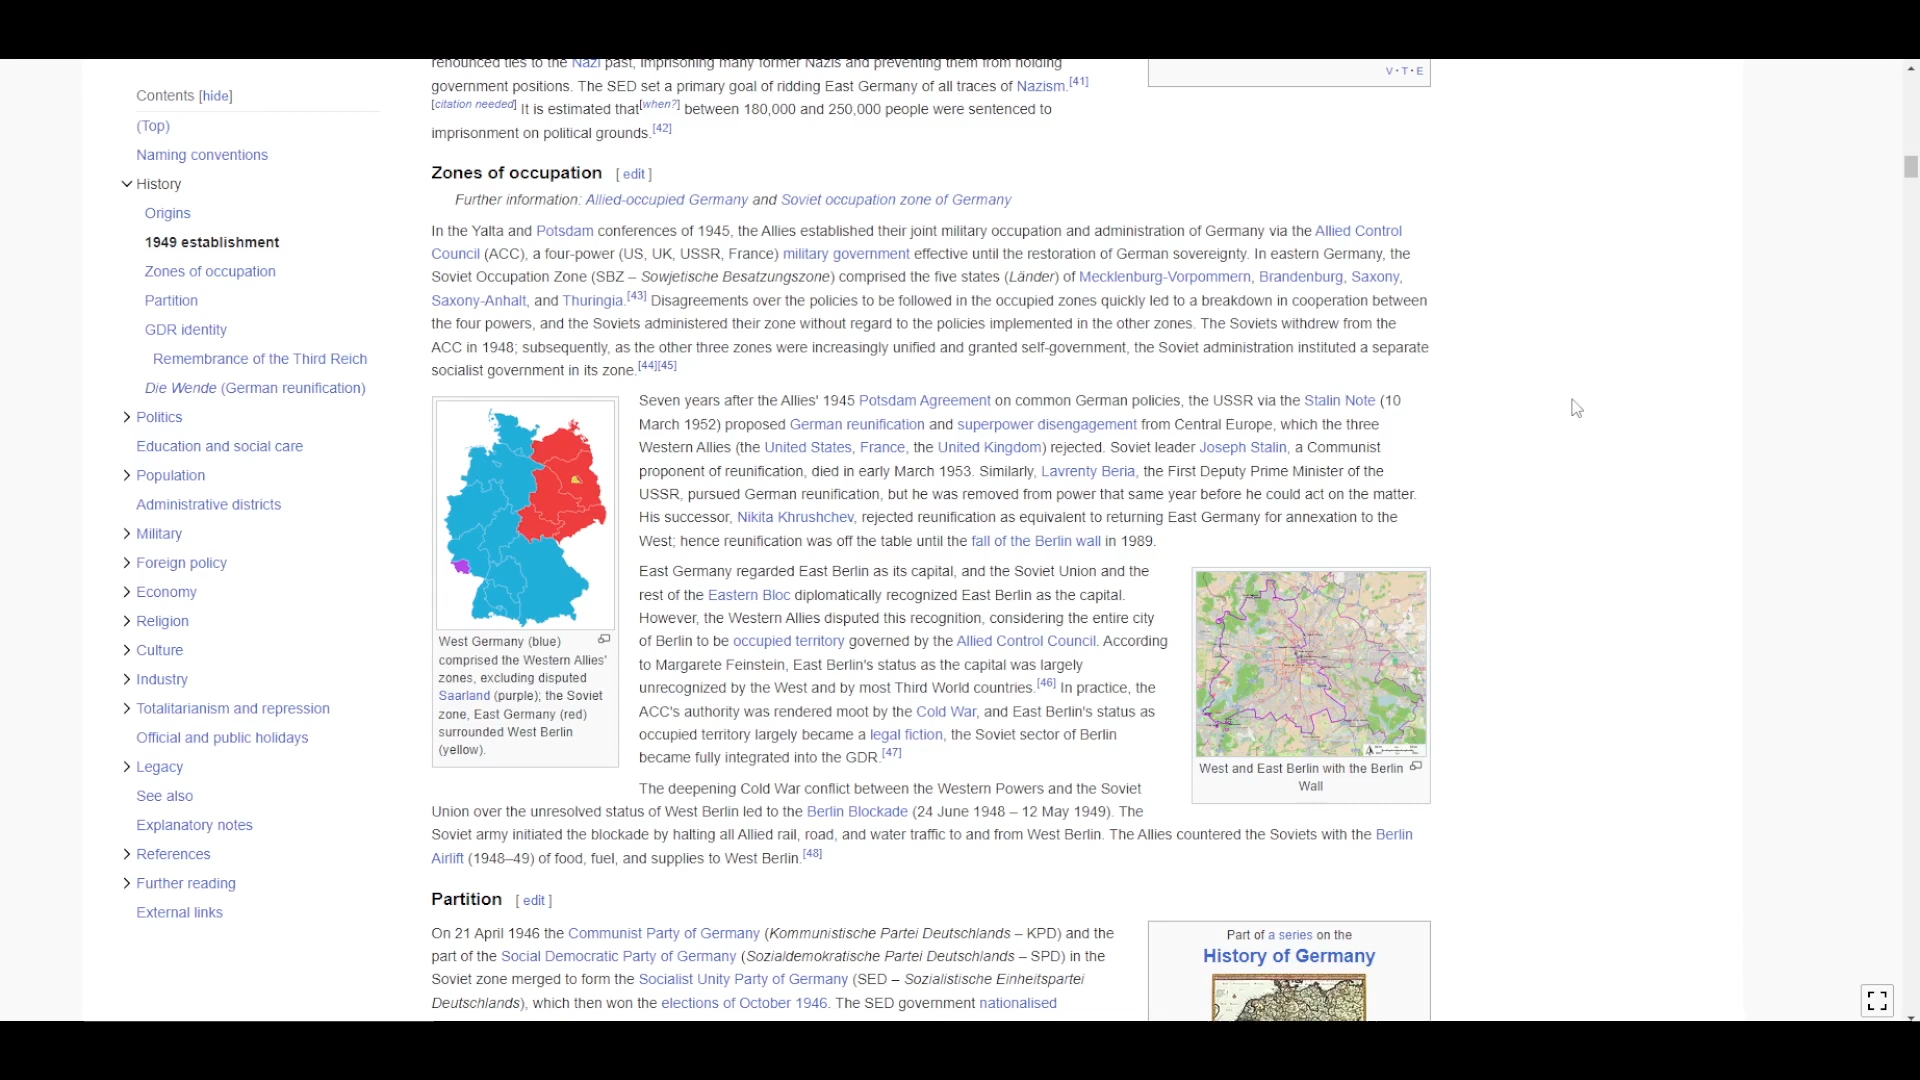 Contents [hide]
(Top)
Naming conventions
History
Origins
1949 establishment
Zones of occupation
Partition
GDR identity
Remembrance of the Third Reich
Die Wende (German reunification)
Politics
Education and social care
Population
Administrative districts
Military
Foreign policy
Economy
Religion
Culture
Industry
Totalitarianism and repression
Official and public holidays
Legacy
See also
Explanatory notes
References
Further reading
External links
renounced ties to the Nazi past, imprisoning many former Nazis and preventing them from holding
government positions. The SED set a primary goal of ridding East Germany of all traces of Nazism.[41]
[citation needed] It is estimated that[when?] between 180,000 and 250,000 people were sentenced to
imprisonment on political grounds.[42]
V·T·E
Zones of occupation [ edit ]
Further information: Allied-occupied Germany and Soviet occupation zone of Germany
In the Yalta and Potsdam conferences of 1945, the Allies established their joint military occupation and administration of Germany via the Allied Control
Council (ACC), a four-power (US, UK, USSR, France) military government effective until the restoration of German sovereignty. In eastern Germany, the
Soviet Occupation Zone (SBZ – Sowjetische Besatzungszone) comprised the five states (Länder) of Mecklenburg-Vorpommern, Brandenburg, Saxony,
Saxony-Anhalt, and Thuringia.[43] Disagreements over the policies to be followed in the occupied zones quickly led to a breakdown in cooperation between
the four powers, and the Soviets administered their zone without regard to the policies implemented in the other zones. The Soviets withdrew from the
ACC in 1948; subsequently, as the other three zones were increasingly unified and granted self-government, the Soviet administration instituted a separate
socialist government in its zone.[44][45]
West Germany (blue)
comprised the Western Allies'
zones, excluding disputed
Saarland (purple); the Soviet
zone, East Germany (red)
surrounded West Berlin
(yellow).
Seven years after the Allies' 1945 Potsdam Agreement on common German policies, the USSR via the Stalin Note (10
March 1952) proposed German reunification and superpower disengagement from Central Europe, which the three
Western Allies (the United States, France, the United Kingdom) rejected. Soviet leader Joseph Stalin, a Communist
proponent of reunification, died in early March 1953. Similarly, Lavrenty Beria, the First Deputy Prime Minister of the
USSR, pursued German reunification, but he was removed from power that same year before he could act on the matter.
His successor, Nikita Khrushchev, rejected reunification as equivalent to returning East Germany for annexation to the
West; hence reunification was off the table until the fall of the Berlin wall in 1989.
East Germany regarded East Berlin as its capital, and the Soviet Union and the
rest of the Eastern Bloc diplomatically recognized East Berlin as the capital.
However, the Western Allies disputed this recognition, considering the entire city
of Berlin to be occupied territory governed by the Allied Control Council. According
to Margarete Feinstein, East Berlin's status as the capital was largely
unrecognized by the West and by most Third World countries.[46] In practice, the
ACC's authority was rendered moot by the Cold War, and East Berlin's status as
occupied territory largely became a legal fiction, the Soviet sector of Berlin
became fully integrated into the GDR.[47]
West and East Berlin with the Berlin
Wall
The deepening Cold War conflict between the Western Powers and the Soviet
Union over the unresolved status of West Berlin led to the Berlin Blockade (24 June 1948 – 12 May 1949). The
Soviet army initiated the blockade by halting all Allied rail, road, and water traffic to and from West Berlin. The Allies countered the Soviets with the Berlin
Airlift (1948–49) of food, fuel, and supplies to West Berlin.[48]
Partition [ edit ]
On 21 April 1946 the Communist Party of Germany (Kommunistische Partei Deutschlands – KPD) and the
part of the Social Democratic Party of Germany (Sozialdemokratische Partei Deutschlands – SPD) in the
Soviet zone merged to form the Socialist Unity Party of Germany (SED – Sozialistische Einheitspartei
Deutschlands), which then won the elections of October 1946. The SED government nationalised
Part of a series on the
History of Germany